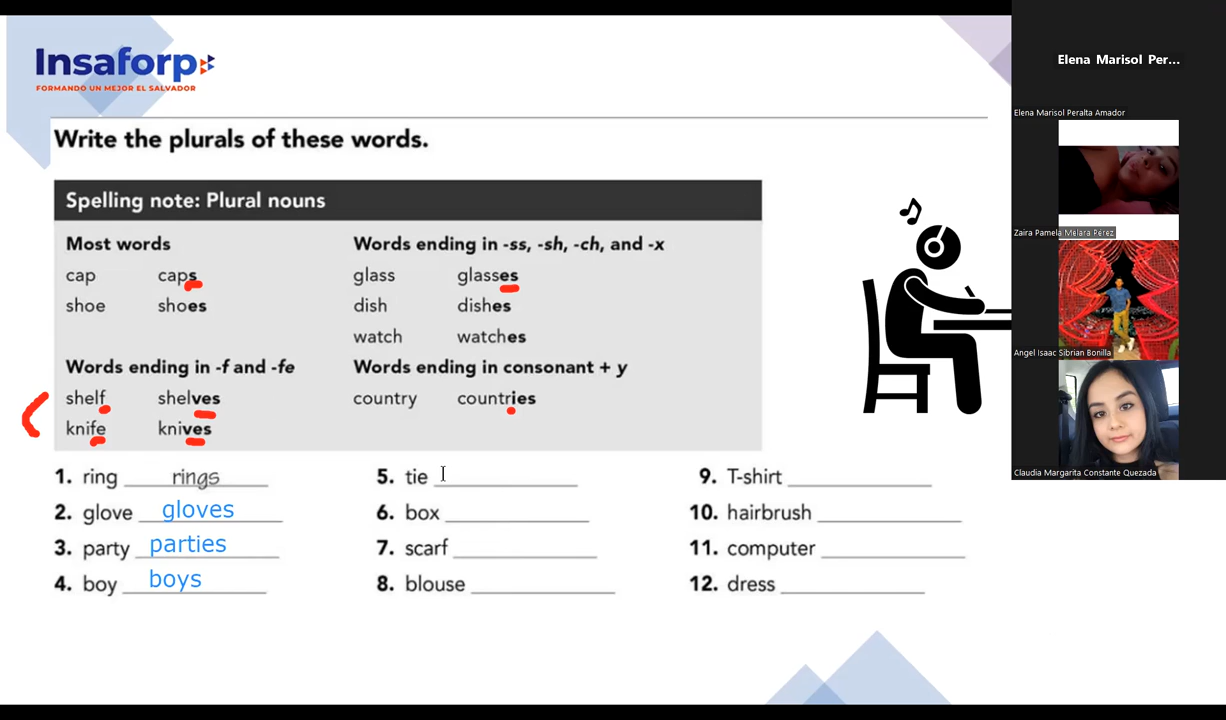 Insaforp
FORMANDO UN MEJOR EL SALVADOR
Write the plurals of these words.
Spelling note: Plural nouns
Most words
cap caps
shoe shoes
Words ending in -ss, -sh, -ch, and -x
glass glasses
dish dishes
watch watches
Words ending in -f and -fe
shelf shelves
knife knives
Words ending in consonant + y
country countries
1. ring rings
2. glove gloves
3. party parties
4. boy boys
5. tie
6. box
7. scarf
8. blouse
9. T-shirt
10. hairbrush
11. computer
12. dress
Elena Marisol Per...
Elena Marisol Peralta Amador
Zaira Pamela Melara Pérez
Angel Isaac Sibrian Bonilla
Claudia Margarita Constante Quezada